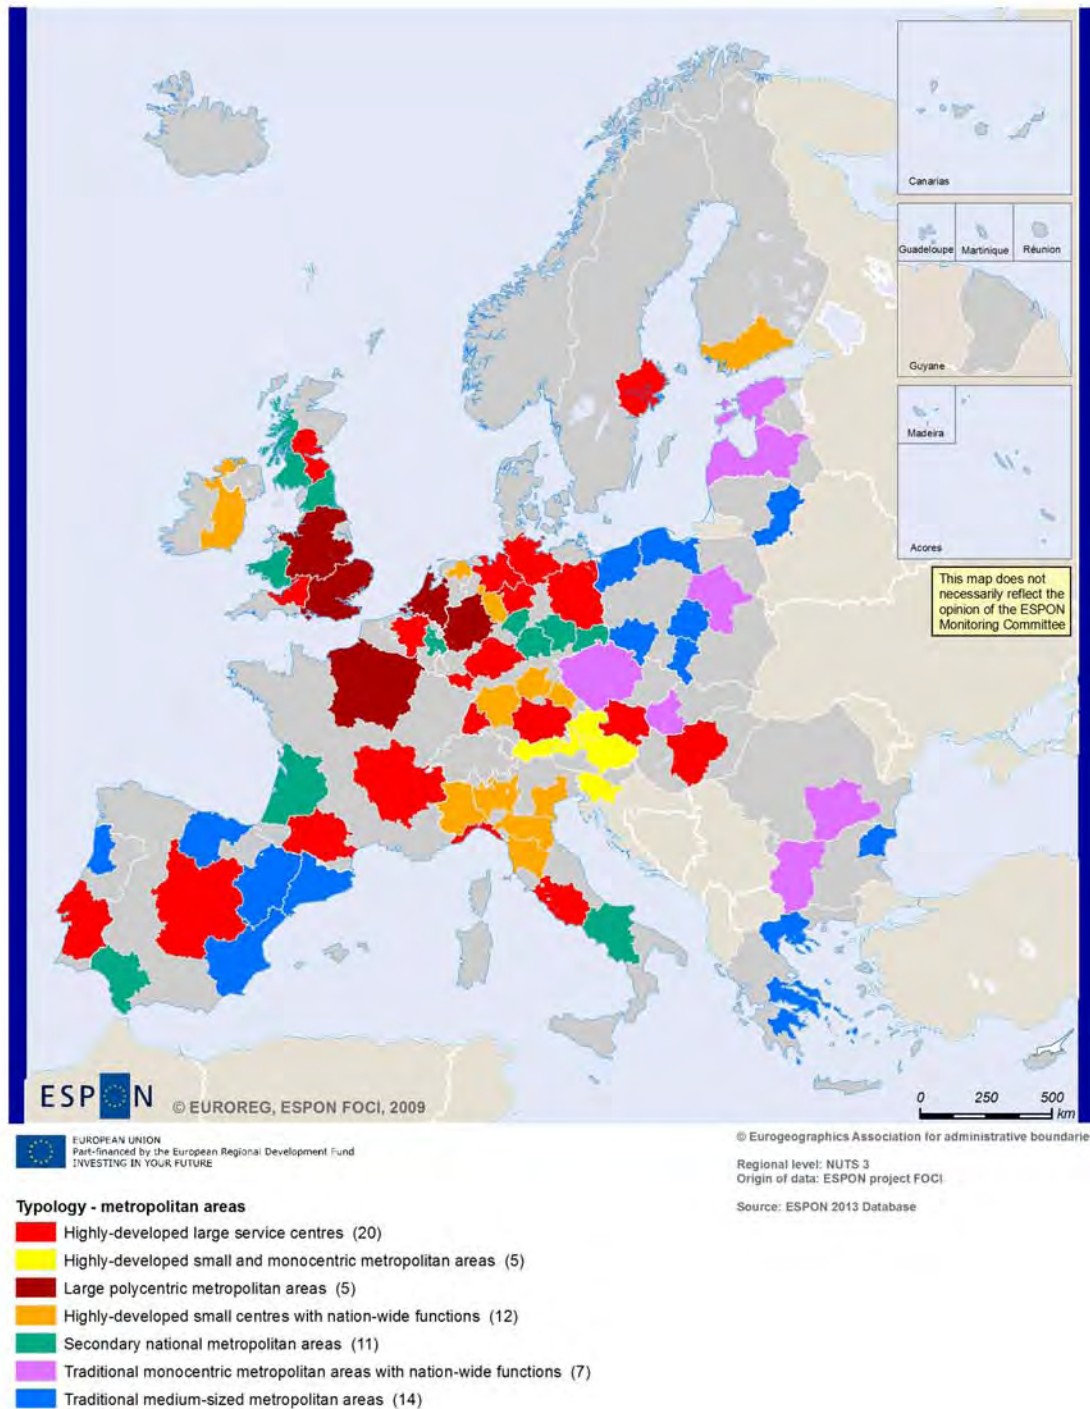 Canarias
Guadeloupe
Martinique
Réunion
Guyane
Madeira
Acores
This map does not
necessarily reflect the
opinion of the ESPON
Monitoring Committee
ESPON
© EUROREG, ESPON FOCI, 2009
0 250 500
km
EUROPEAN UNION
Part-financed by the European Regional Development Fund
INVESTING IN YOUR FUTURE
© Eurogeographics Association for administrative boundarie
Regional level: NUTS 3
Origin of data: ESPON project FOCI
Source: ESPON 2013 Database
Typology - metropolitan areas
Highly-developed large service centres (20)
Highly-developed small and monocentric metropolitan areas (5)
Large polycentric metropolitan areas (5)
Highly-developed small centres with nation-wide functions (12)
Secondary national metropolitan areas (11)
Traditional monocentric metropolitan areas with nation-wide functions (7)
Traditional medium-sized metropolitan areas (14)